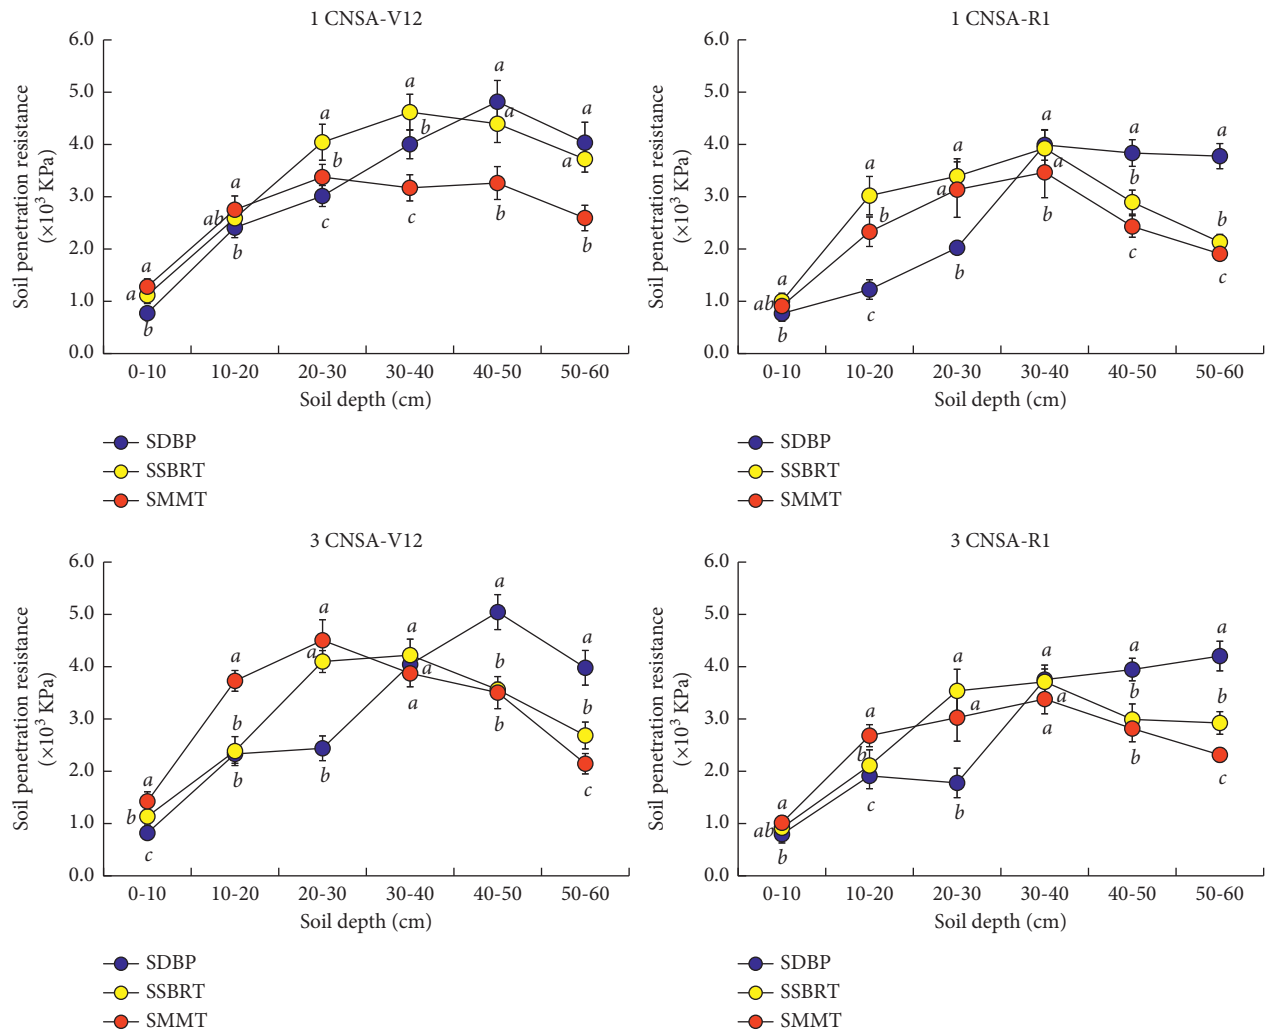 1 CNSA-V12
6.0
5.0
4.0
3.0
2.0
1.0
0.0
Soil penetration resistance
(×10³ KPa)
a
a
b
a
ab
b
a
b
c
a
b
c
a
a
b
a
a
b
0-10 10-20 20-30 30-40 40-50 50-60
Soil depth (cm)
SDBP
SSBRT
SMMT
1 CNSA-R1
6.0
5.0
4.0
3.0
2.0
1.0
0.0
Soil penetration resistance
(×10³ KPa)
a
ab
b
a
b
c
a
a
b
a
a
b
a
b
c
a
b
c
0-10 10-20 20-30 30-40 40-50 50-60
Soil depth (cm)
SDBP
SSBRT
SMMT
3 CNSA-V12
6.0
5.0
4.0
3.0
2.0
1.0
0.0
Soil penetration resistance
(×10³ KPa)
a
b
c
a
b
b
a
a
b
a
a
a
a
b
b
a
b
c
0-10 10-20 20-30 30-40 40-50 50-60
Soil depth (cm)
SDBP
SSBRT
SMMT
3 CNSA-R1
6.0
5.0
4.0
3.0
2.0
1.0
0.0
Soil penetration resistance
(×10³ KPa)
a
ab
b
a
b
c
a
a
b
a
a
a
a
b
b
a
b
c
0-10 10-20 20-30 30-40 40-50 50-60
Soil depth (cm)
SDBP
SSBRT
SMMT